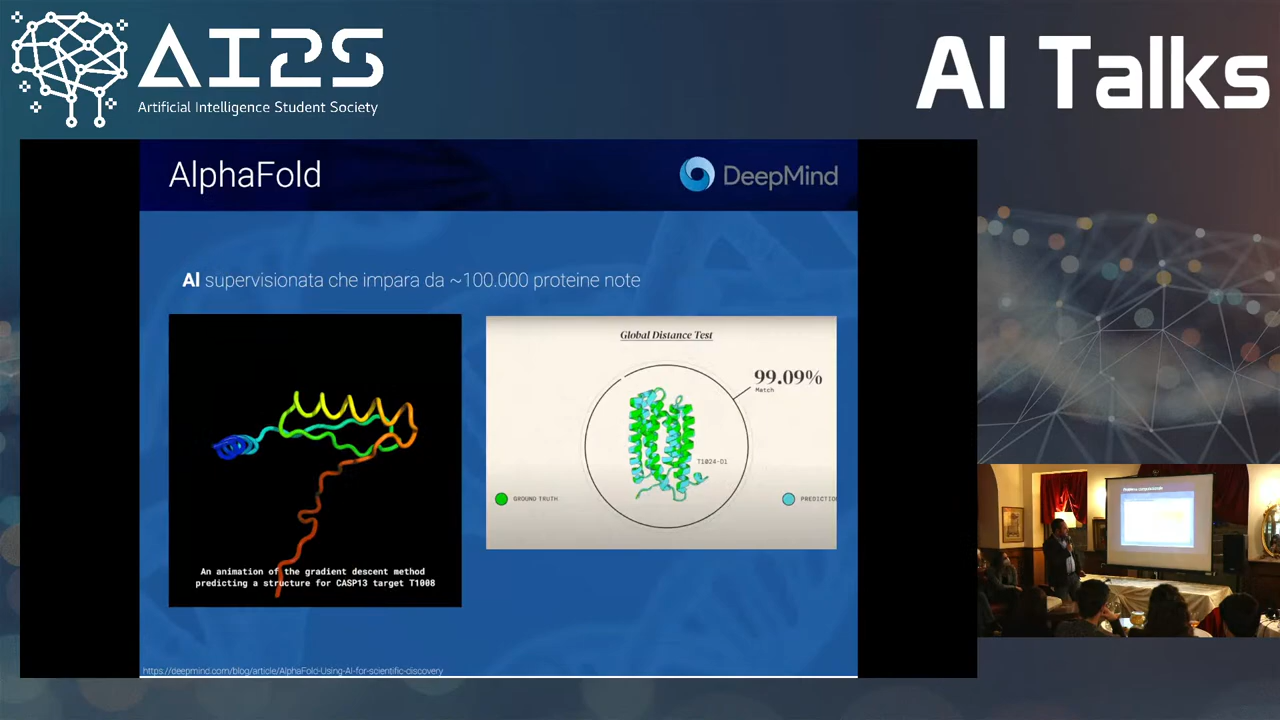 AI2S
Artificial Intelligence Student Society
AI Talks
AlphaFold
DeepMind
AI supervisionata che impara da ~100.000 proteine note
An animation of the gradient descent method
predicting a structure for CASP13 target T1008
Global Distance Test
99.09%
Match
T1024-D1
GROUND TRUTH
PREDICTIO
https://deepmind.com/blog/article/AlphaFold-Using-AI-for-scientific-discovery